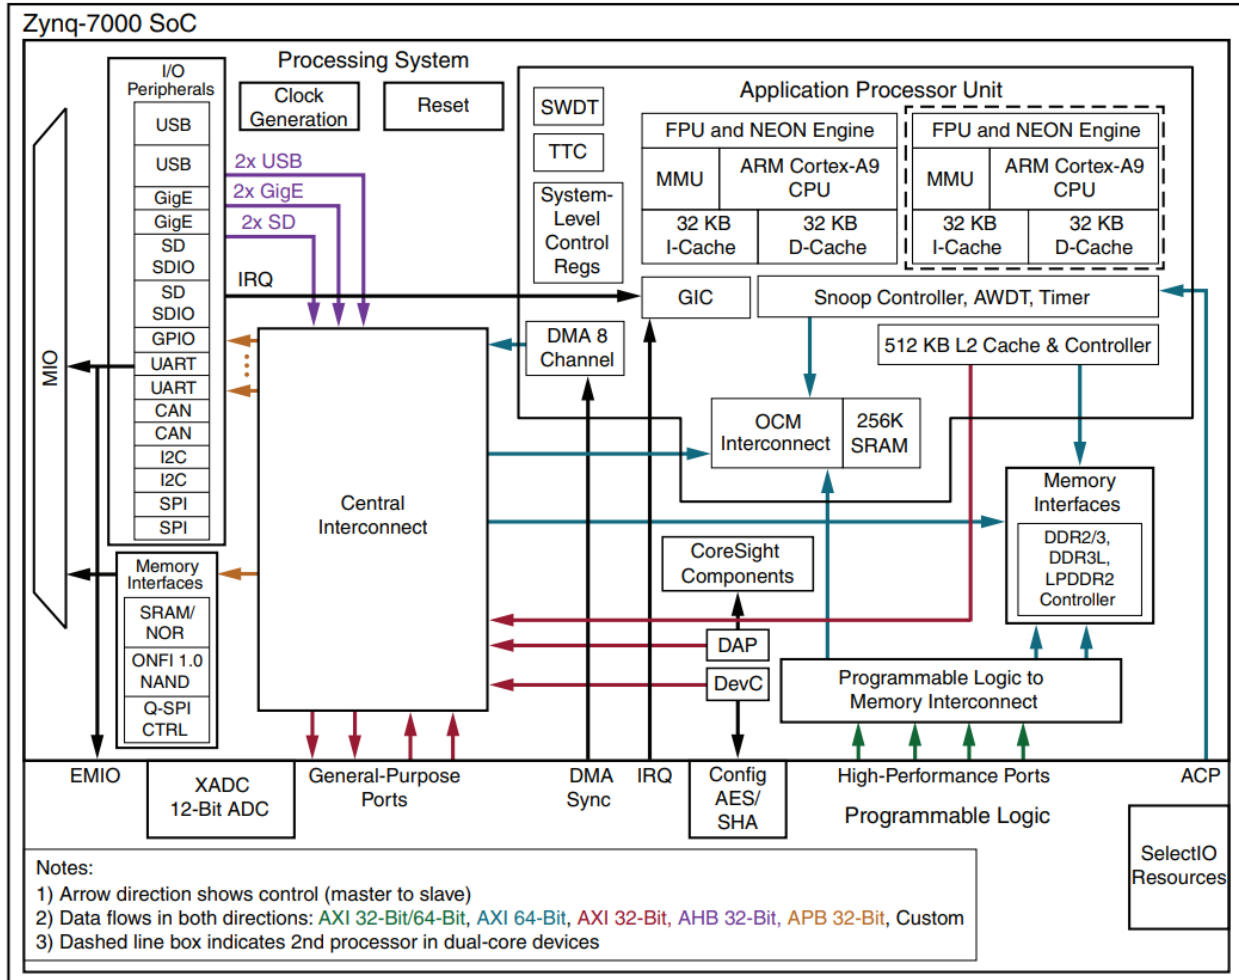 Zynq-7000 SoC
Processing System
I/O
Peripherals
USB
USB
GigE
GigE
SD
SDIO
SD
SDIO
GPIO
UART
UART
CAN
CAN
I2C
I2C
SPI
SPI
MIO
Clock
Generation
Reset
2x USB
2x GigE
2x SD
IRQ
Application Processor Unit
SWDT
TTC
System-
Level
Control
Regs
FPU and NEON Engine
MMU
ARM Cortex-A9
CPU
32 KB
I-Cache
32 KB
D-Cache
FPU and NEON Engine
MMU
ARM Cortex-A9
CPU
32 KB
I-Cache
32 KB
D-Cache
GIC
Snoop Controller, AWDT, Timer
DMA 8
Channel
512 KB L2 Cache & Controller
OCM
Interconnect
256K
SRAM
Central
Interconnect
Memory
Interfaces
DDR2/3,
DDR3L,
LPDDR2
Controller
CoreSight
Components
DAP
DevC
Programmable Logic to
Memory Interconnect
Memory
Interfaces
SRAM/
NOR
ONFI 1.0
NAND
Q-SPI
CTRL
EMIO
XADC
12-Bit ADC
General-Purpose
Ports
DMA
Sync
IRQ
Config
AES/
SHA
High-Performance Ports
ACP
Programmable Logic
SelectIO
Resources
Notes:
1) Arrow direction shows control (master to slave)
2) Data flows in both directions: AXI 32-Bit/64-Bit, AXI 64-Bit, AXI 32-Bit, AHB 32-Bit, APB 32-Bit, Custom
3) Dashed line box indicates 2nd processor in dual-core devices